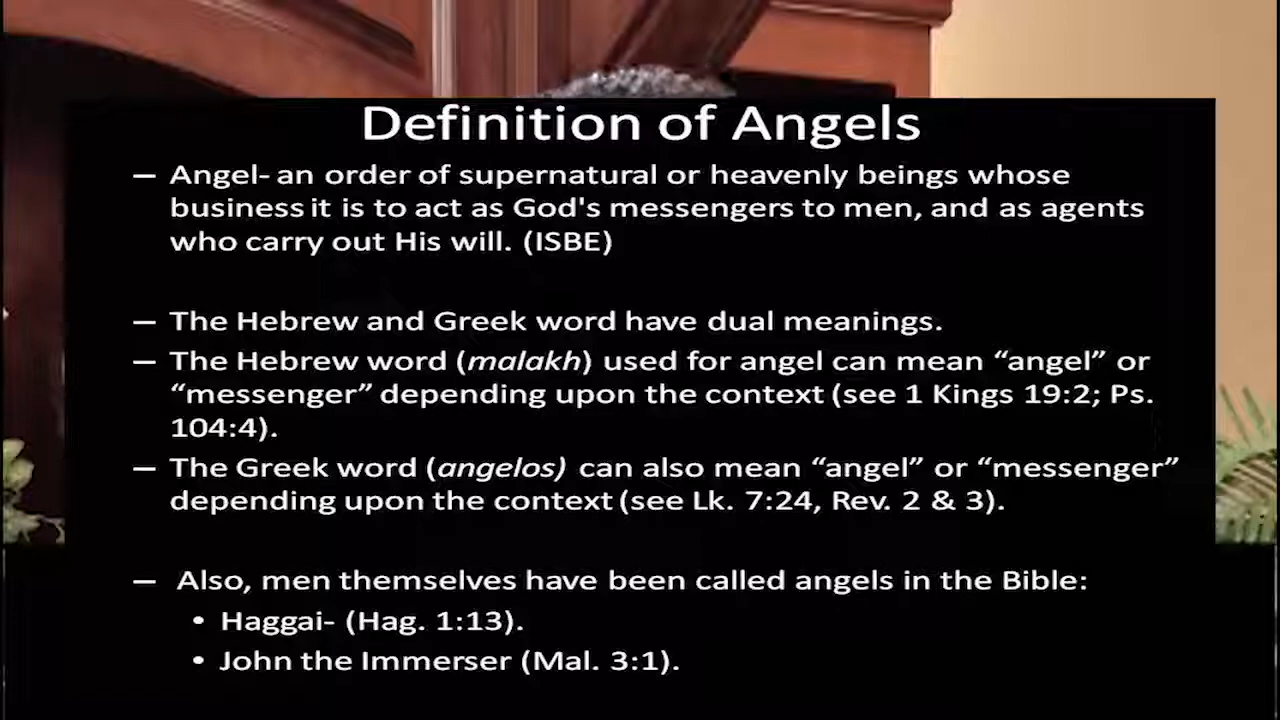 Definition of Angels
– Angel- an order of supernatural or heavenly beings whose
business it is to act as God's messengers to men, and as agents
who carry out His will. (ISBE)
– The Hebrew and Greek word have dual meanings.
– The Hebrew word (malakh) used for angel can mean “angel” or
“messenger” depending upon the context (see 1 Kings 19:2; Ps.
104:4).
– The Greek word (angelos) can also mean “angel” or “messenger”
depending upon the context (see Lk. 7:24, Rev. 2 & 3).
– Also, men themselves have been called angels in the Bible:
• Haggai- (Hag. 1:13).
• John the Immerser (Mal. 3:1).